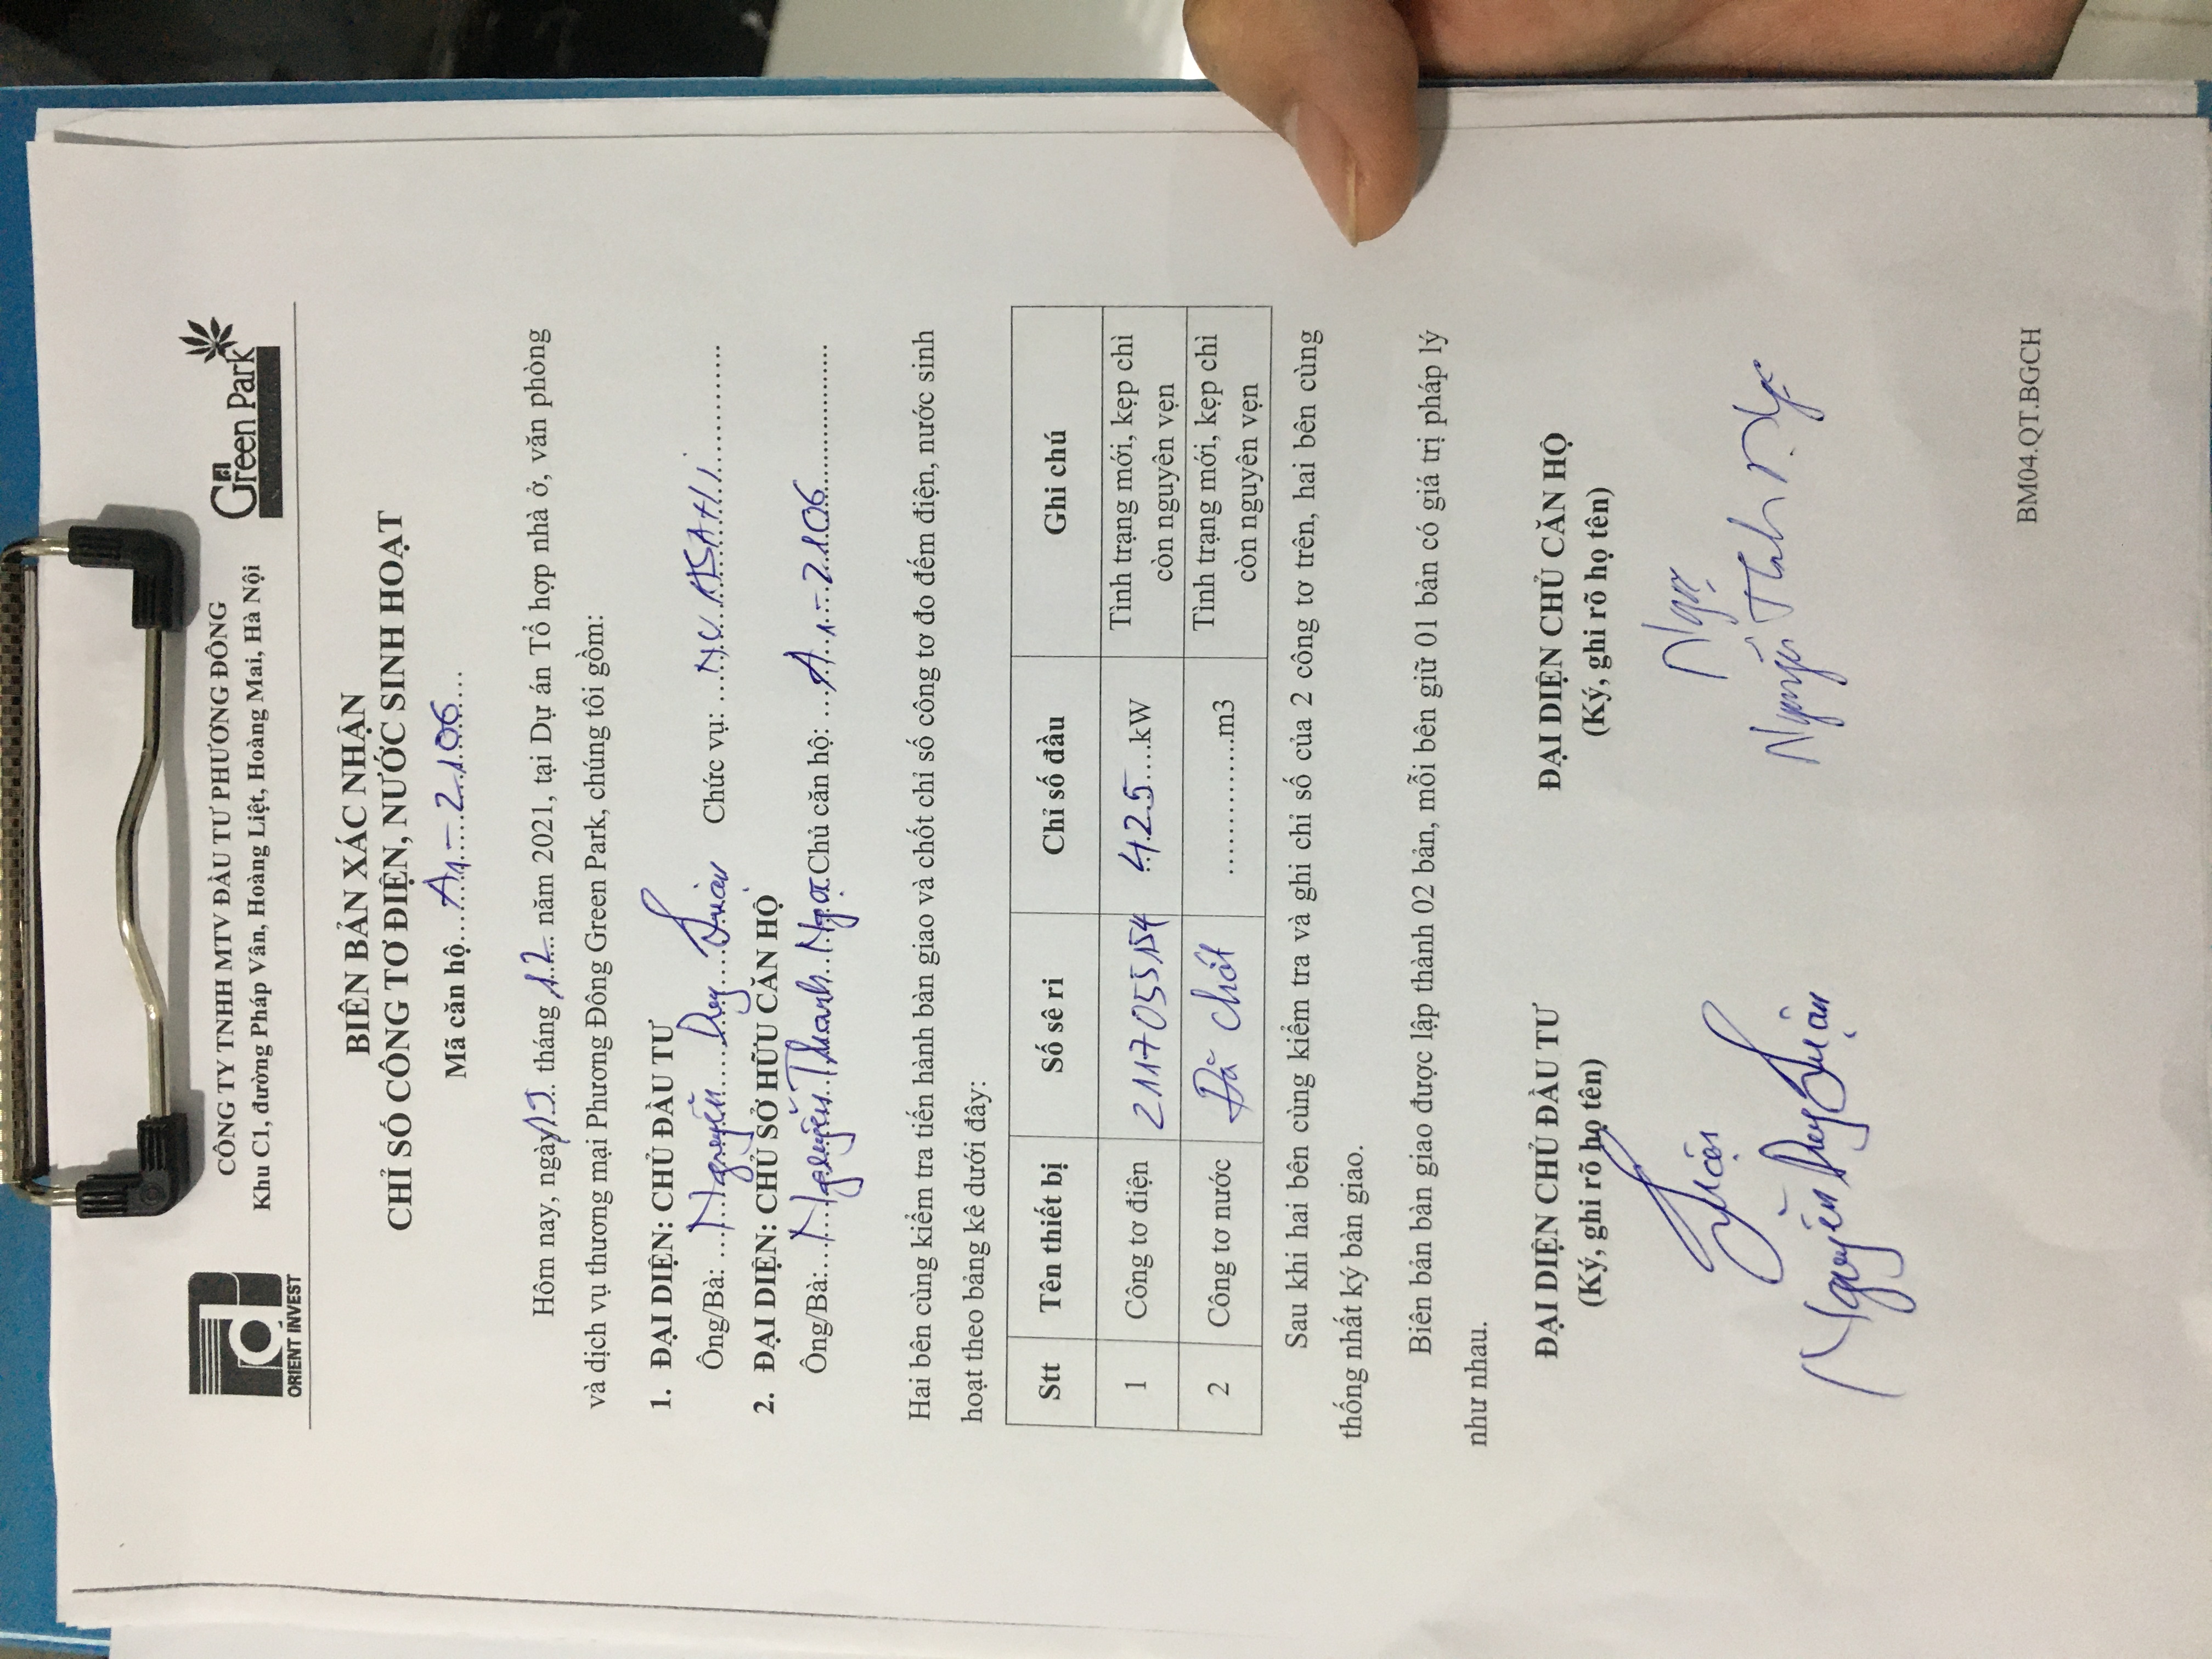 CÔNG TY TNHH MTV ĐẦU TƯ PHƯƠNG ĐÔNG
Khu C1, đường Pháp Vân, Hoàng Liệt, Hoàng Mai, Hà Nội
ORIENT INVEST
Green Park
BIÊN BẢN XÁC NHẬN
CHỈ SỐ CÔNG TƠ ĐIỆN, NƯỚC SINH HOẠT
Mã căn hộ....A1-2106....
Hôm nay, ngày 19 tháng 12 năm 2021, tại Dự án Tổ hợp nhà ở, văn phòng
và dịch vụ thương mại Phương Đông Green Park, chúng tôi gồm:
1. ĐẠI DIỆN: CHỦ ĐẦU TƯ
Ông/Bà: Nguyễn Duy Luận Chức vụ: NV ASAHI
2. ĐẠI DIỆN: CHỦ SỞ HỮU CĂN HỘ
Ông/Bà: Nguyễn Thanh Ngọc Chủ căn hộ: A1-2106
Hai bên cùng kiểm tra tiến hành bàn giao và chốt chỉ số công tơ đo đếm điện, nước sinh
hoạt theo bảng kê dưới đây:
Stt Tên thiết bị Số sê ri Chỉ số đầu Ghi chú
1 Công tơ điện 2117055154 425....kW Tình trạng mới, kẹp chì
còn nguyên vẹn
2 Công tơ nước Đã chốt ..............m3 Tình trạng mới, kẹp chì
còn nguyên vẹn
Sau khi hai bên cùng kiểm tra và ghi chỉ số của 2 công tơ trên, hai bên cùng
thống nhất ký bàn giao.
Biên bản bàn giao được lập thành 02 bản, mỗi bên giữ 01 bản có giá trị pháp lý
như nhau.
ĐẠI DIỆN CHỦ ĐẦU TƯ
(Ký, ghi rõ họ tên)
Luận
Nguyễn Duy Luận
ĐẠI DIỆN CHỦ CĂN HỘ
(Ký, ghi rõ họ tên)
Ngọc
Nguyễn Thanh Ngọc
BM04.QT.BGCH